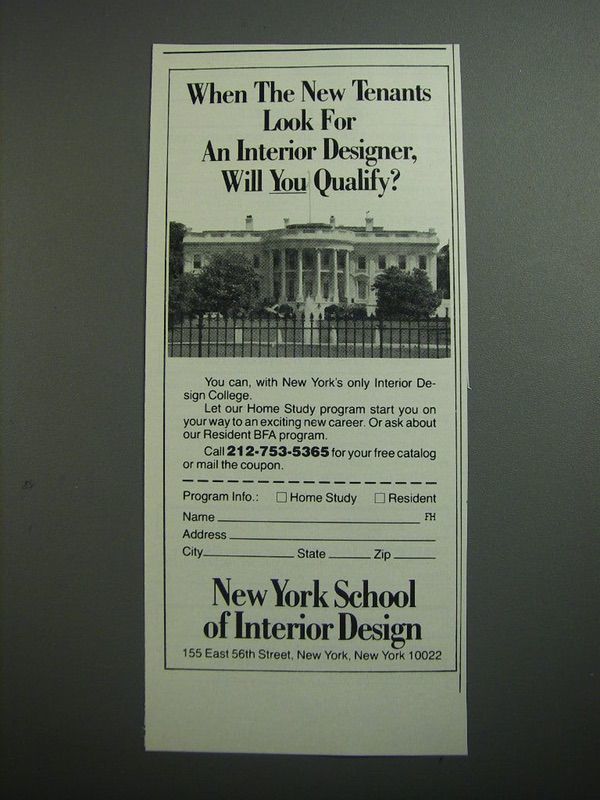 When The New Tenants
Look For
An Interior Designer,
Will You Qualify?
You can, with New York's only Interior De-
sign College.
Let our Home Study program start you on
your way to an exciting new career. Or ask about
our Resident BFA program.
Call 212-753-5365 for your free catalog
or mail the coupon.
Program Info.: ☐ Home Study ☐ Resident
Name FH
Address
City State Zip
New York School
of Interior Design
155 East 56th Street, New York, New York 10022